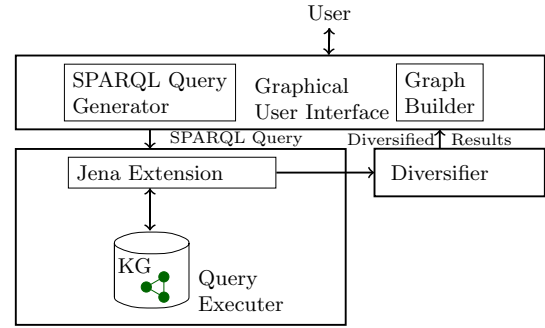 User
SPARQL Query
Generator
Graphical
User Interface
Graph
Builder
SPARQL Query
Diversified Results
Jena Extension
Diversifier
KG
Query
Executer